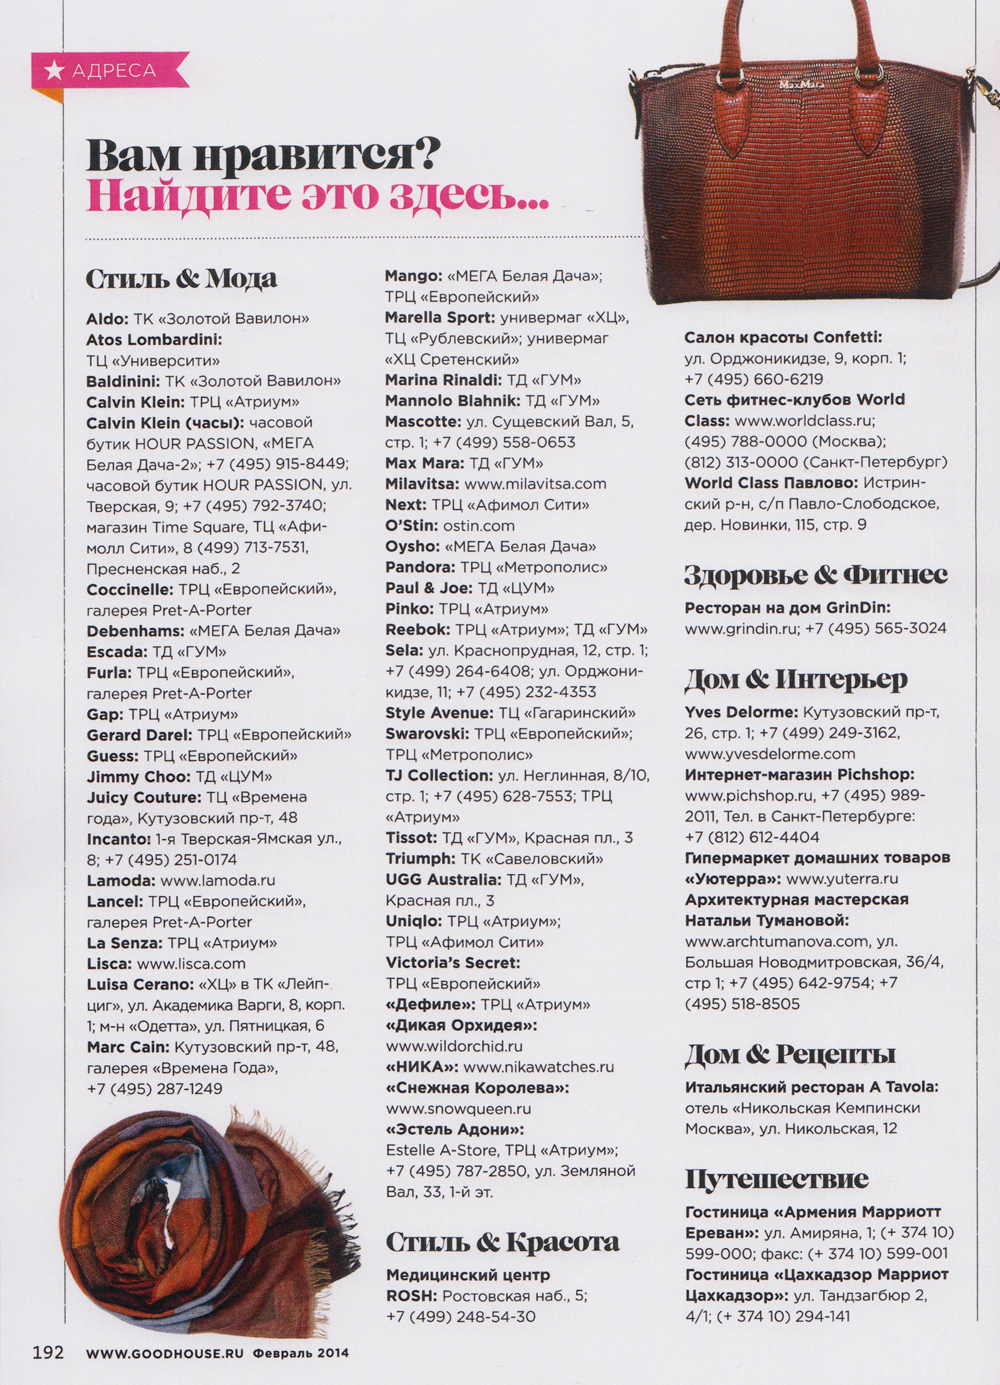 АДРЕСА
MaxMara
Вам нравится?
Найдите это здесь...
Стиль & Мода
Aldo: ТК «Золотой Вавилон»
Atos Lombardini:
ТЦ «Университи»
Baldinini: ТК «Золотой Вавилон»
Calvin Klein: ТРЦ «Атриум»
Calvin Klein (часы): часовой
бутик HOUR PASSION, «МЕГА
Белая Дача-2»; +7 (495) 915-8449;
часовой бутик HOUR PASSION, ул.
Тверская, 9; +7 (495) 792-3740;
магазин Time Square, ТЦ «Афи-
молл Сити», 8 (499) 713-7531,
Пресненская наб., 2
Coccinelle: ТРЦ «Европейский»,
галерея Pret-A-Porter
Debenhams: «МЕГА Белая Дача»
Escada: ТД «ГУМ»
Furla: ТРЦ «Европейский»,
галерея Pret-A-Porter
Gap: ТРЦ «Атриум»
Gerard Darel: ТРЦ «Европейский»
Guess: ТРЦ «Европейский»
Jimmy Choo: ТД «ЦУМ»
Juicy Couture: ТЦ «Времена
года», Кутузовский пр-т, 48
Incanto: 1-я Тверская-Ямская ул.,
8; +7 (495) 251-0174
Lamoda: www.lamoda.ru
Lancel: ТРЦ «Европейский»,
галерея Pret-A-Porter
La Senza: ТРЦ «Атриум»
Lisca: www.lisca.com
Luisa Cerano: «ХЦ» в ТК «Лейп-
циг», ул. Академика Варги, 8, корп.
1; м-н «Одетта», ул. Пятницкая, 6
Marc Cain: Кутузовский пр-т, 48,
галерея «Времена Года»,
+7 (495) 287-1249
Mango: «МЕГА Белая Дача»;
ТРЦ «Европейский»
Marella Sport: универмаг «ХЦ»,
ТЦ «Рублевский»; универмаг
«ХЦ Сретенский»
Marina Rinaldi: ТД «ГУМ»
Mannolo Blahnik: ТД «ГУМ»
Mascotte: ул. Сущевский Вал, 5,
стр. 1; +7 (499) 558-0653
Max Mara: ТД «ГУМ»
Milavitsa: www.milavitsa.com
Next: ТРЦ «Афимол Сити»
O'Stin: ostin.com
Oysho: «МЕГА Белая Дача»
Pandora: ТРЦ «Метрополис»
Paul & Joe: ТД «ЦУМ»
Pinko: ТРЦ «Атриум»
Reebok: ТРЦ «Атриум»; ТД «ГУМ»
Sela: ул. Краснопрудная, 12, стр. 1;
+7 (499) 264-6408; ул. Орджони-
кидзе, 11; +7 (495) 232-4353
Style Avenue: ТЦ «Гагаринский»
Swarovski: ТРЦ «Европейский»;
ТРЦ «Метрополис»
TJ Collection: ул. Неглинная, 8/10,
стр. 1; +7 (495) 628-7553; ТРЦ
«Атриум»
Tissot: ТД «ГУМ», Красная пл., 3
Triumph: ТК «Савеловский»
UGG Australia: ТД «ГУМ»,
Красная пл., 3
Uniqlo: ТРЦ «Атриум»;
ТРЦ «Афимол Сити»
Victoria's Secret:
ТРЦ «Европейский»
«Дефиле»: ТРЦ «Атриум»
«Дикая Орхидея»:
www.wildorchid.ru
«НИКА»: www.nikawatches.ru
«Снежная Королева»:
www.snowqueen.ru
«Эстель Адони»:
Estelle A-Store, ТРЦ «Атриум»;
+7 (495) 787-2850, ул. Земляной
Вал, 33, 1-й эт.
Стиль & Красота
Медицинский центр
ROSH: Ростовская наб., 5;
+7 (499) 248-54-30
Салон красоты Confetti:
ул. Орджоникидзе, 9, корп. 1;
+7 (495) 660-6219
Сеть фитнес-клубов World
Class: www.worldclass.ru;
(495) 788-0000 (Москва);
(812) 313-0000 (Санкт-Петербург)
World Class Павлово: Истрин-
ский р-н, с/п Павло-Слободское,
дер. Новинки, 115, стр. 9
Здоровье & Фитнес
Ресторан на дом GrinDin:
www.grindin.ru; +7 (495) 565-3024
Дом & Интерьер
Yves Delorme: Кутузовский пр-т,
26, стр. 1; +7 (499) 249-3162,
www.yvesdelorme.com
Интернет-магазин Pichshop:
www.pichshop.ru, +7 (495) 989-
2011, Тел. в Санкт-Петербурге:
+7 (812) 612-4404
Гипермаркет домашних товаров
«Уютерра»: www.yuterra.ru
Архитектурная мастерская
Натальи Тумановой:
www.archtumanova.com, ул.
Большая Новодмитровская, 36/4,
стр 1; +7 (495) 642-9754; +7
(495) 518-8505
Дом & Рецепты
Итальянский ресторан A Tavola:
отель «Никольская Кемпински
Москва», ул. Никольская, 12
Путешествие
Гостиница «Армения Марриотт
Ереван»: ул. Амиряна, 1; (+ 374 10)
599-000; факс: (+ 374 10) 599-001
Гостиница «Цахкадзор Марриот
Цахкадзор»: ул. Тандзагбюр 2,
4/1; (+ 374 10) 294-141
192 WWW.GOODHOUSE.RU Февраль 2014